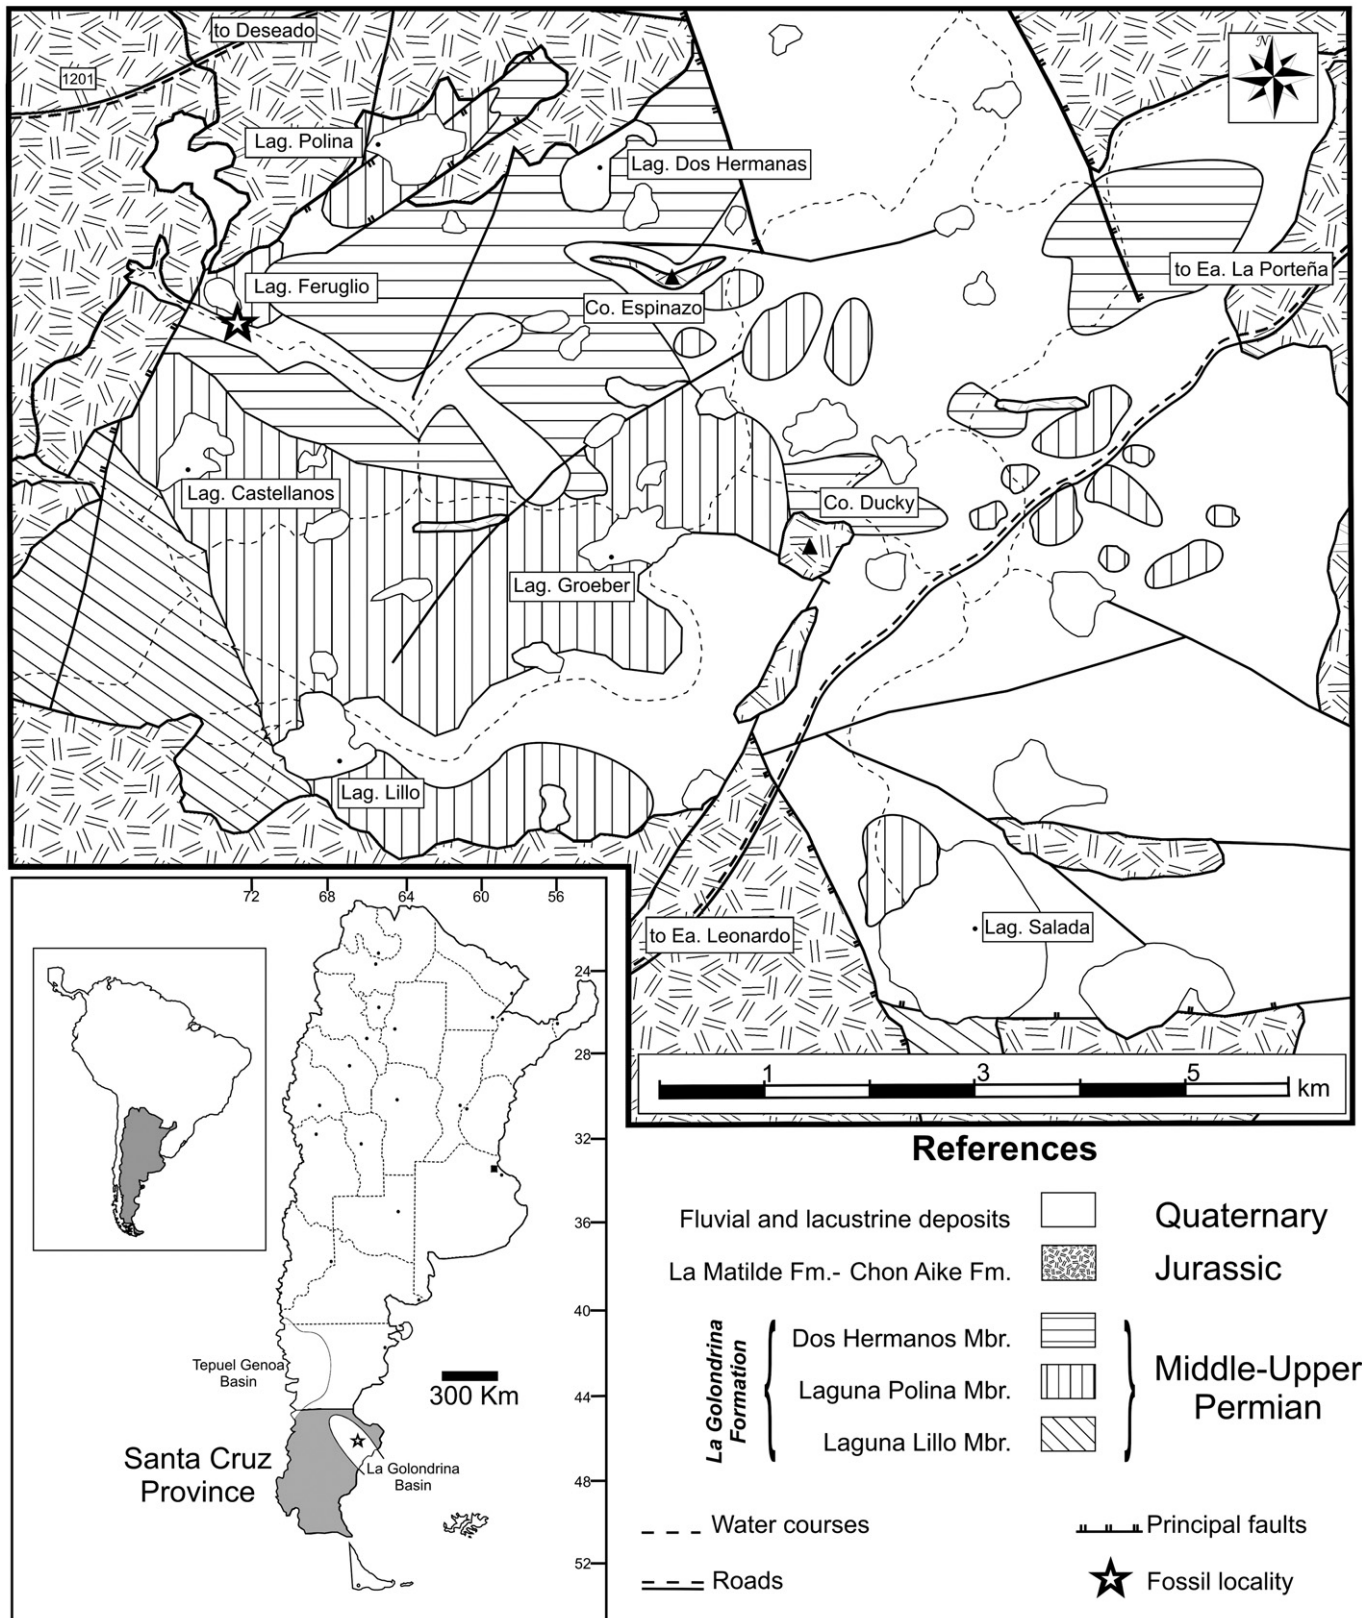 to Deseado
1201
N
Lag. Polina
Lag. Dos Hermanas
to Ea. La Porteña
Lag. Feruglio
Co. Espinazo
Lag. Castellanos
Co. Ducky
Lag. Groeber
Lag. Lillo
to Ea. Leonardo
Lag. Salada
1 3 5 km
72 68 64 60 56
24
28
32
36
40
44
48
52
Tepuel Genoa
Basin
300 Km
Santa Cruz
Province
La Golondrina
Basin
References
Fluvial and lacustrine deposits Quaternary
La Matilde Fm.- Chon Aike Fm. Jurassic
La Golondrina
Formation
Dos Hermanos Mbr.
Laguna Polina Mbr.
Laguna Lillo Mbr.
Middle-Upper
Permian
Water courses Principal faults
Roads Fossil locality